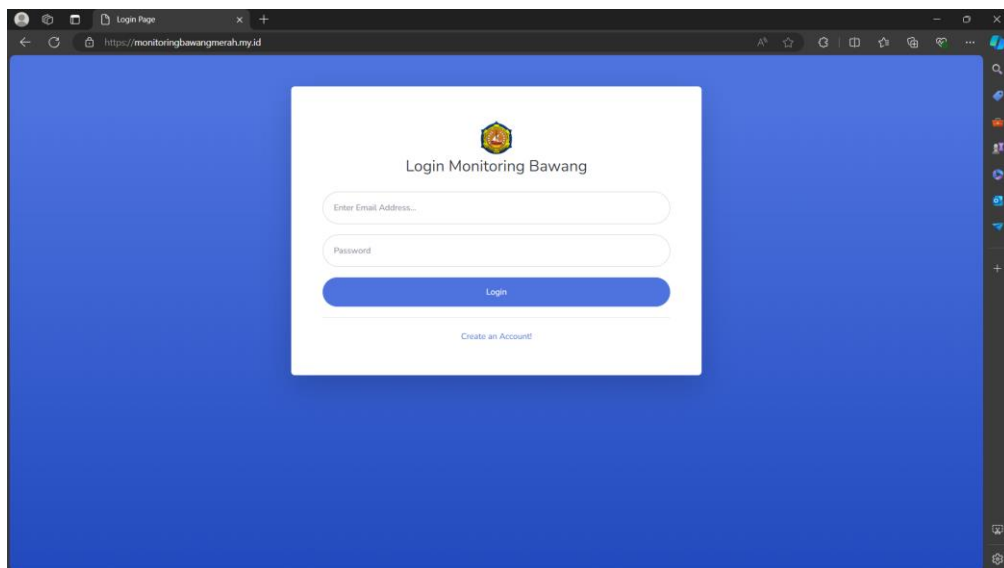 Login Page
https://monitoringbawangmerah.my.id
Login Monitoring Bawang
Enter Email Address...
Password
Login
Create an Account!